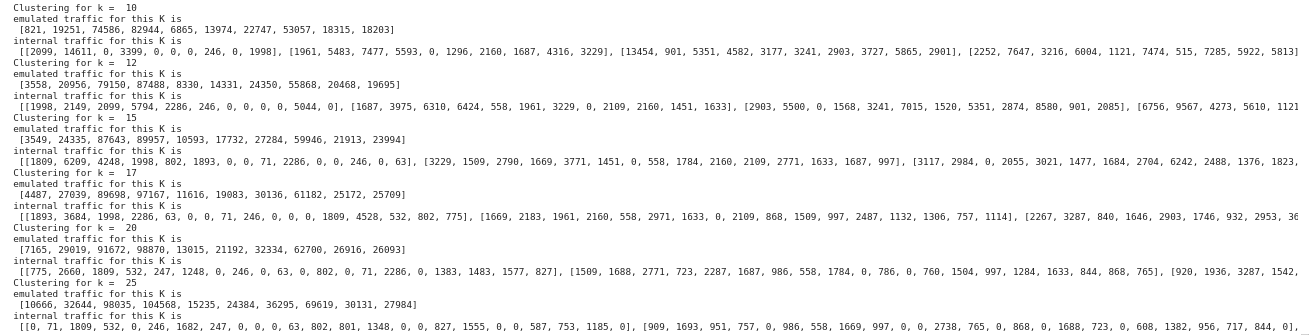 Clustering for k =  10
emulated traffic for this K is
 [821, 19251, 74586, 82944, 6865, 13974, 22747, 53057, 18315, 18203]
internal traffic for this K is
 [[2099, 14611, 0, 3399, 0, 0, 0, 246, 0, 1998], [1961, 5483, 7477, 5593, 0, 1296, 2160, 1687, 4316, 3229], [13454, 901, 5351, 4582, 3177, 3241, 2903, 3727, 5865, 2901], [2252, 7647, 3216, 6004, 1121, 7474, 515, 7285, 5922, 5813]
Clustering for k =  12
emulated traffic for this K is
 [3558, 20956, 79150, 87488, 8330, 14331, 24350, 55868, 20468, 19695]
internal traffic for this K is
 [[1998, 2149, 2099, 5794, 2286, 246, 0, 0, 0, 0, 5044, 0], [1687, 3975, 6310, 6424, 558, 1961, 3229, 0, 2109, 2160, 1451, 1633], [2903, 5500, 0, 1568, 3241, 7015, 1520, 5351, 2874, 8580, 901, 2085], [6756, 9567, 4273, 5610, 1121
Clustering for k =  15
emulated traffic for this K is
 [3549, 24335, 87643, 89957, 10593, 17732, 27284, 59946, 21913, 23994]
internal traffic for this K is
 [[1809, 6209, 4248, 1998, 802, 1893, 0, 0, 71, 2286, 0, 0, 246, 0, 63], [3229, 1509, 2790, 1669, 3771, 1451, 0, 558, 1784, 2160, 2109, 2771, 1633, 1687, 997], [3117, 2984, 0, 2055, 3021, 1477, 1684, 2704, 6242, 2488, 1376, 1823,
Clustering for k =  17
emulated traffic for this K is
 [4487, 27039, 89698, 97167, 11616, 19083, 30136, 61182, 25172, 25709]
internal traffic for this K is
 [[1893, 3684, 1998, 2286, 63, 0, 0, 71, 246, 0, 0, 0, 1809, 4528, 532, 802, 775], [1669, 2183, 1961, 2160, 558, 2971, 1633, 0, 2109, 868, 1509, 997, 2487, 1132, 1306, 757, 1114], [2267, 3287, 840, 1646, 2903, 1746, 932, 2953, 36
Clustering for k =  20
emulated traffic for this K is
 [7165, 29019, 91672, 98870, 13015, 21192, 32334, 62700, 26916, 26093]
internal traffic for this K is
 [[775, 2660, 1809, 532, 247, 1248, 0, 246, 0, 63, 0, 802, 0, 71, 2286, 0, 1383, 1483, 1577, 827], [1509, 1688, 2771, 723, 2287, 1687, 986, 558, 1784, 0, 786, 0, 760, 1504, 997, 1284, 1633, 844, 868, 765], [920, 1936, 3287, 1542,
Clustering for k =  25
emulated traffic for this K is
 [10666, 32644, 98035, 104568, 15235, 24384, 36295, 69619, 30131, 27984]
internal traffic for this K is
 [[0, 71, 1809, 532, 0, 246, 1682, 247, 0, 0, 0, 63, 802, 801, 1348, 0, 0, 827, 1555, 0, 0, 587, 753, 1185, 0], [909, 1693, 951, 757, 0, 986, 558, 1669, 997, 0, 0, 2738, 765, 0, 868, 0, 1688, 723, 0, 608, 1382, 956, 717, 844, 0],